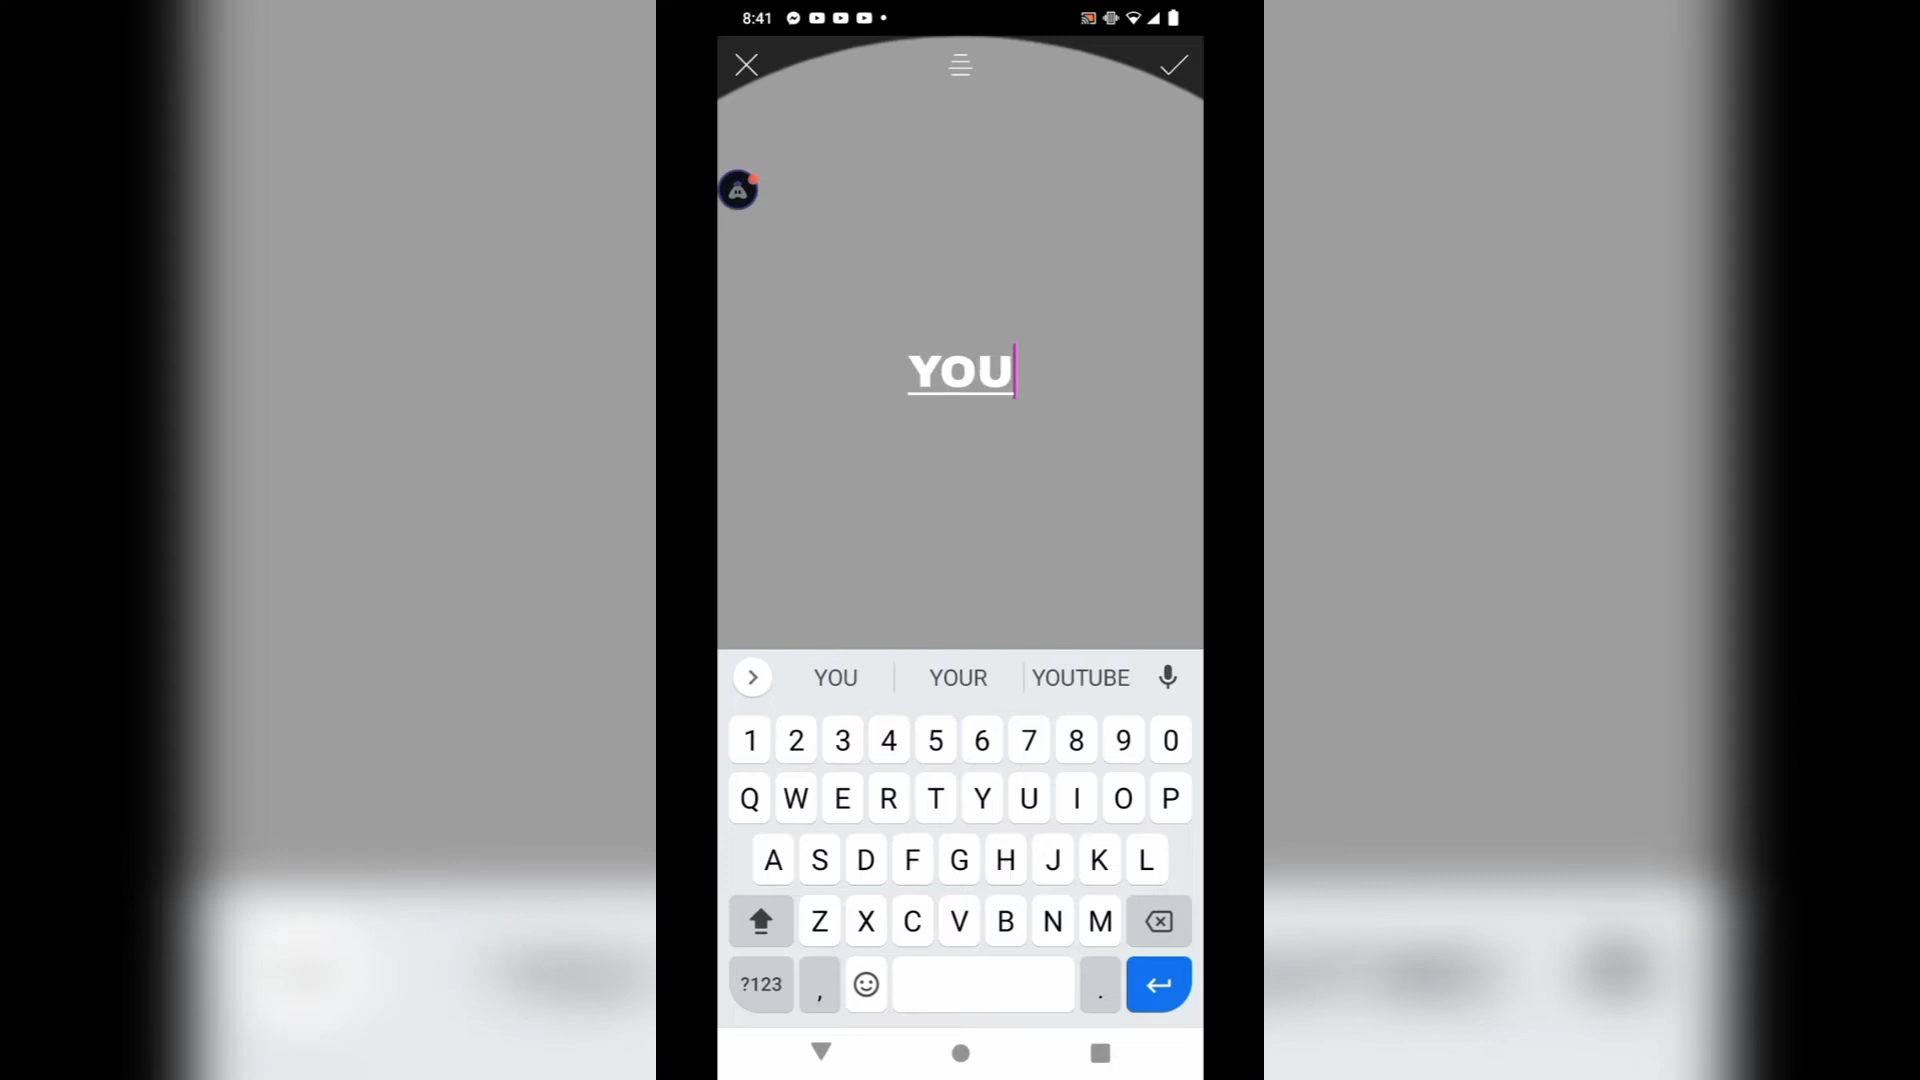 8:41
YOU
YOU YOUR YOUTUBE
1 2 3 4 5 6 7 8 9 0
Q W E R T Y U I O P
A S D F G H J K L
Z X C V B N M
?123 , .